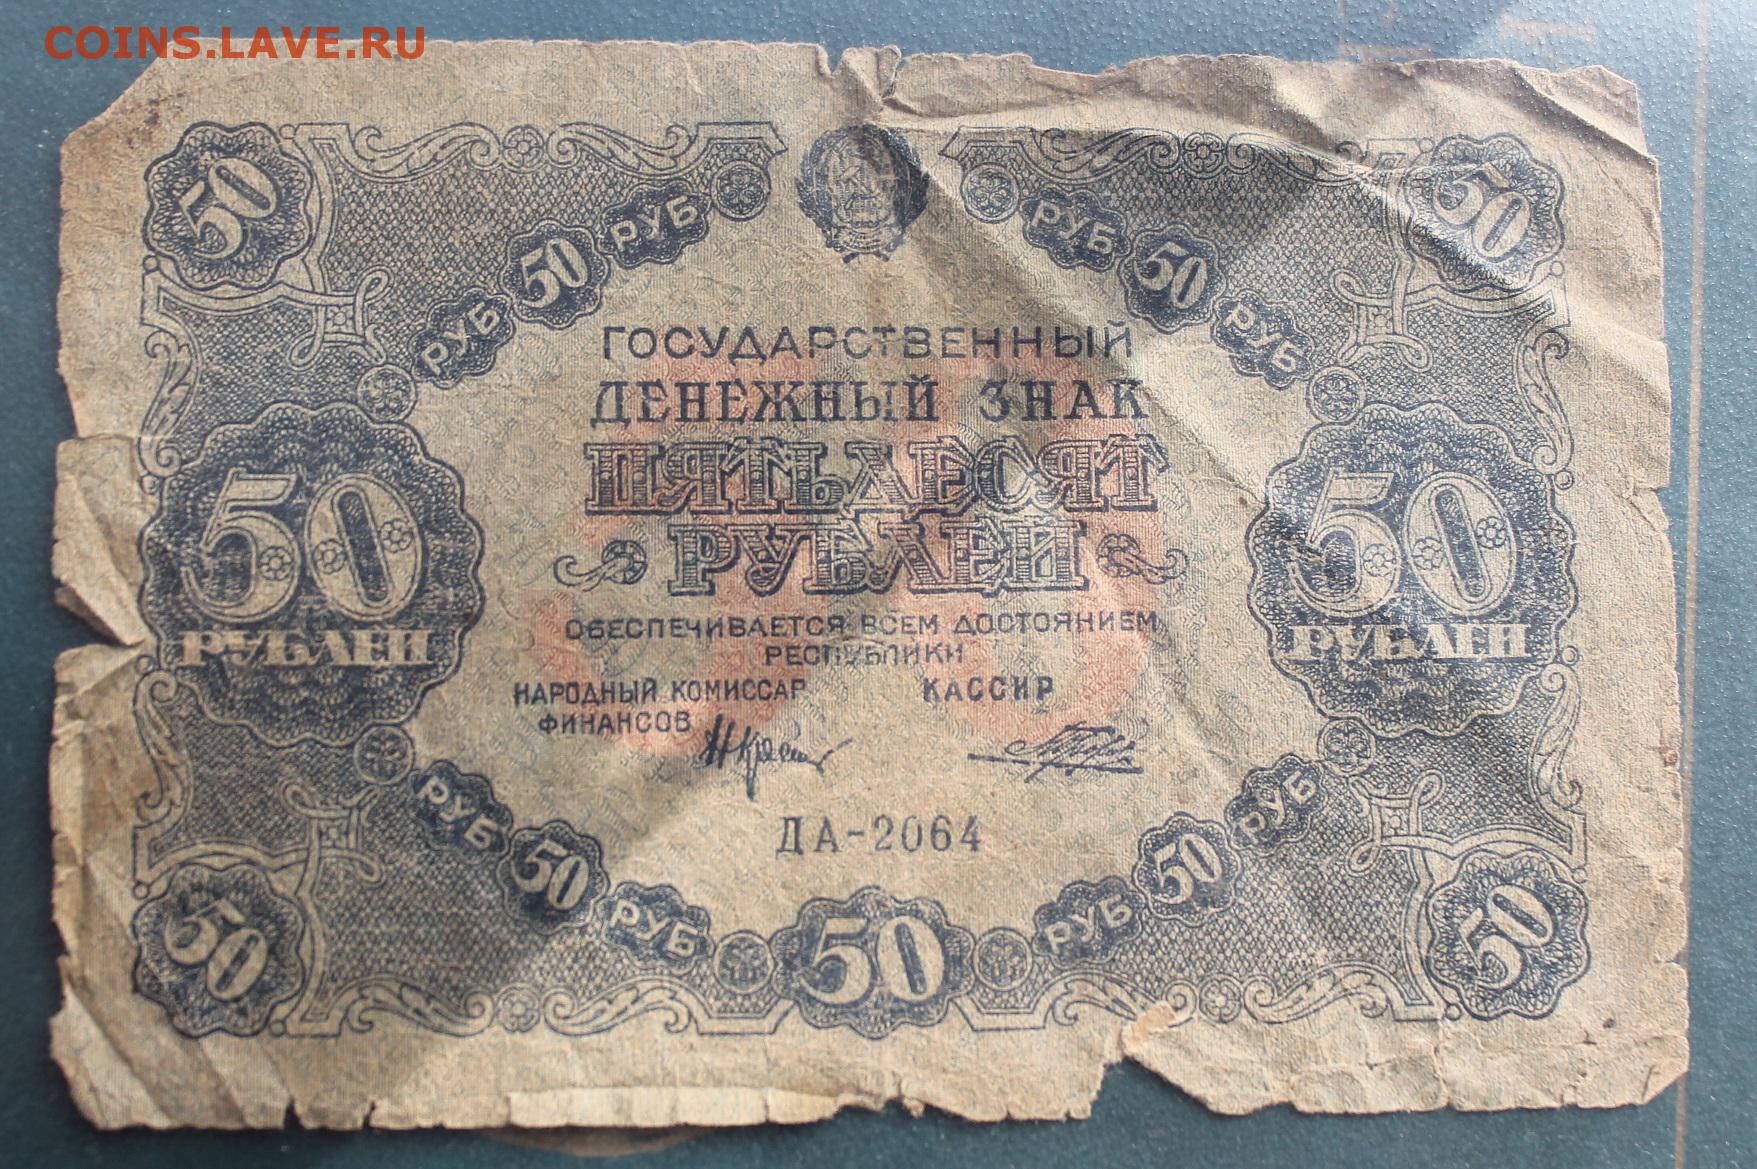 COINS.LAVE.RU
50
50
РУБ 50 РУБ
РУБ 50 РУБ
ГОСУДАРСТВЕННЫЙ
ДЕНЕЖНЫЙ ЗНАК
ПЯТЬДЕСЯТ
РУБЛЕЙ
50
РУБЛЕЙ
50
РУБЛЕЙ
ОБЕСПЕЧИВАЕТСЯ ВСЕМ ДОСТОЯНИЕМ
РЕСПУБЛИКИ
НАРОДНЫЙ КОМИССАР
ФИНАНСОВ
КАССИР
ДА-2064
РУБ 50 РУБ
50
РУБ 50 РУБ
50
50